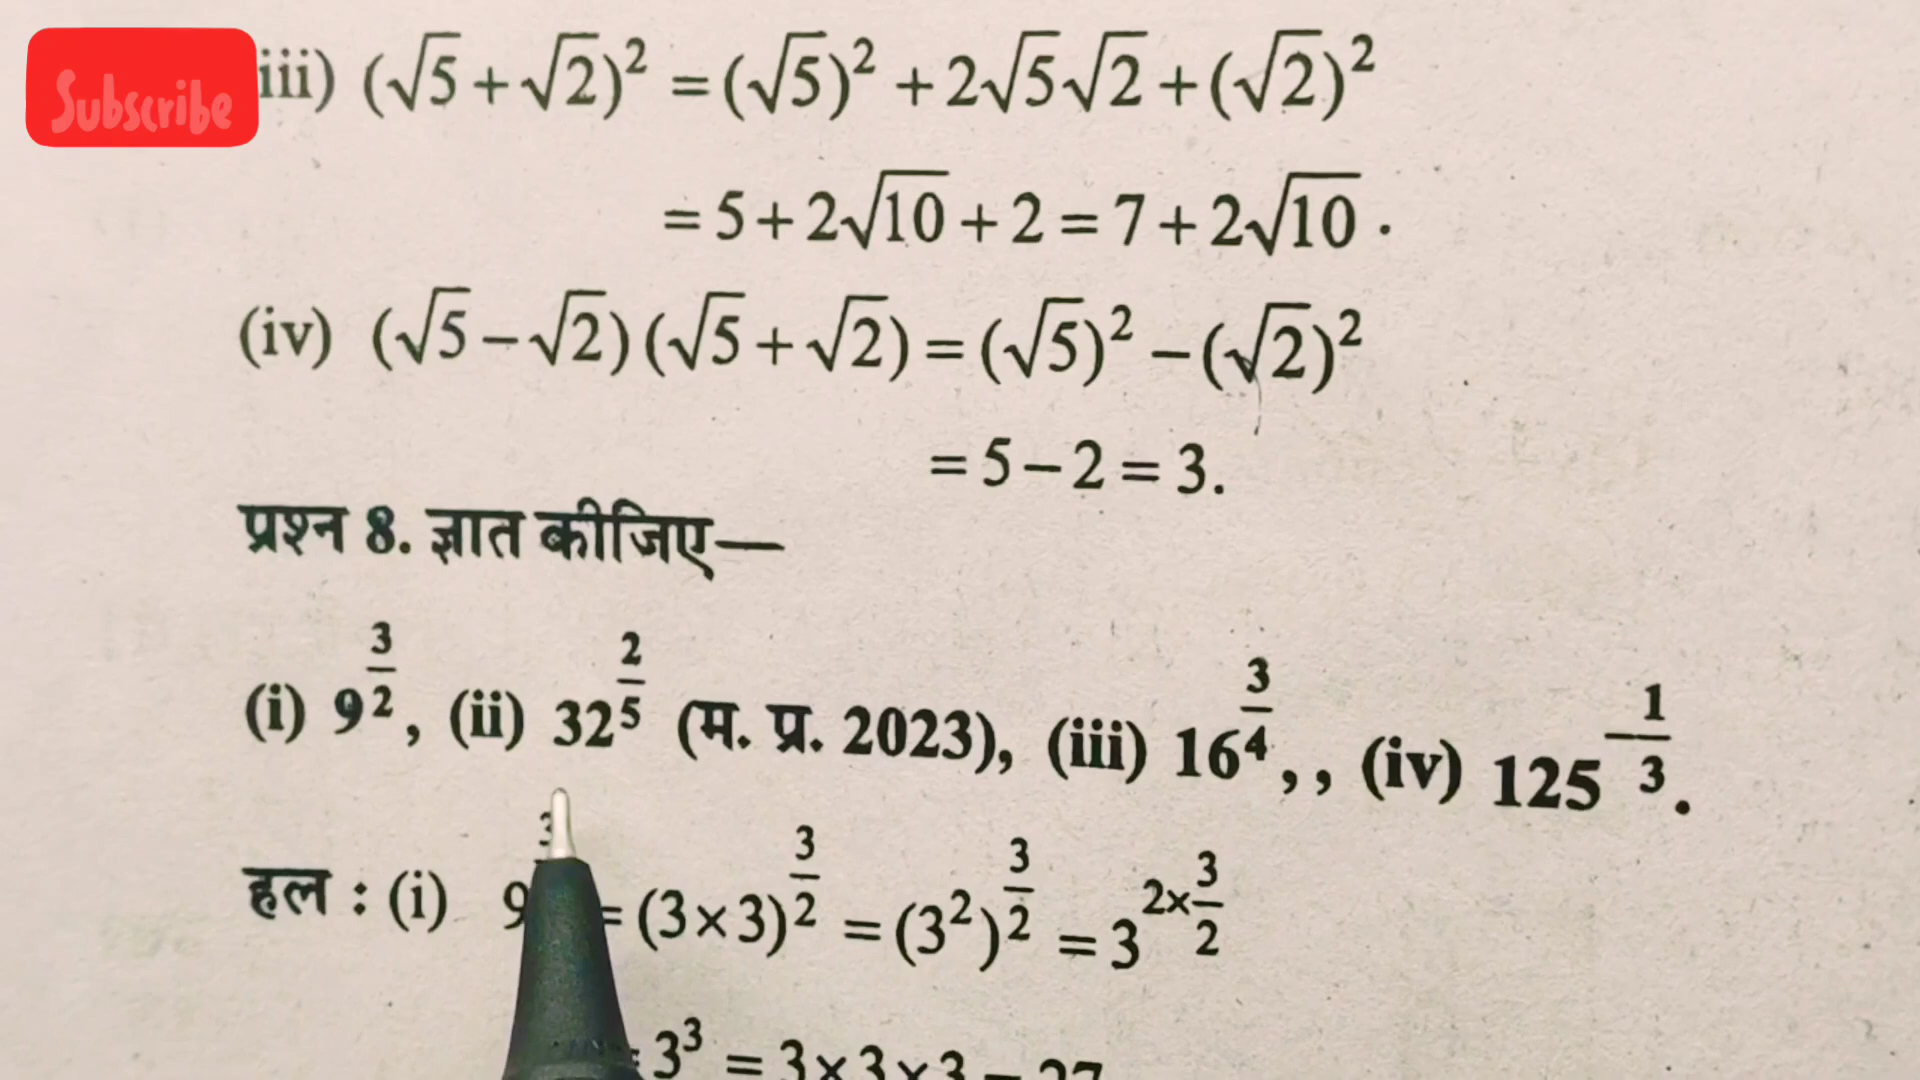 Subscribe
iii) (√5 + √2)² = (√5)² + 2√5√2 + (√2)²
= 5 + 2√10 + 2 = 7 + 2√10 .
(iv) (√5 − √2) (√5 + √2) = (√5)² − (√2)²
= 5 − 2 = 3.
प्रश्न 8. ज्ञात कीजिए—
(i) 9^(3/2), (ii) 32^(2/5) (म. प्र. 2023), (iii) 16^(3/4), , (iv) 125^(−1/3).
हल : (i) 9 = (3×3)^(3/2) = (3²)^(3/2) = 3^(2×3/2)
= 3³ = 3×3×3 = 27